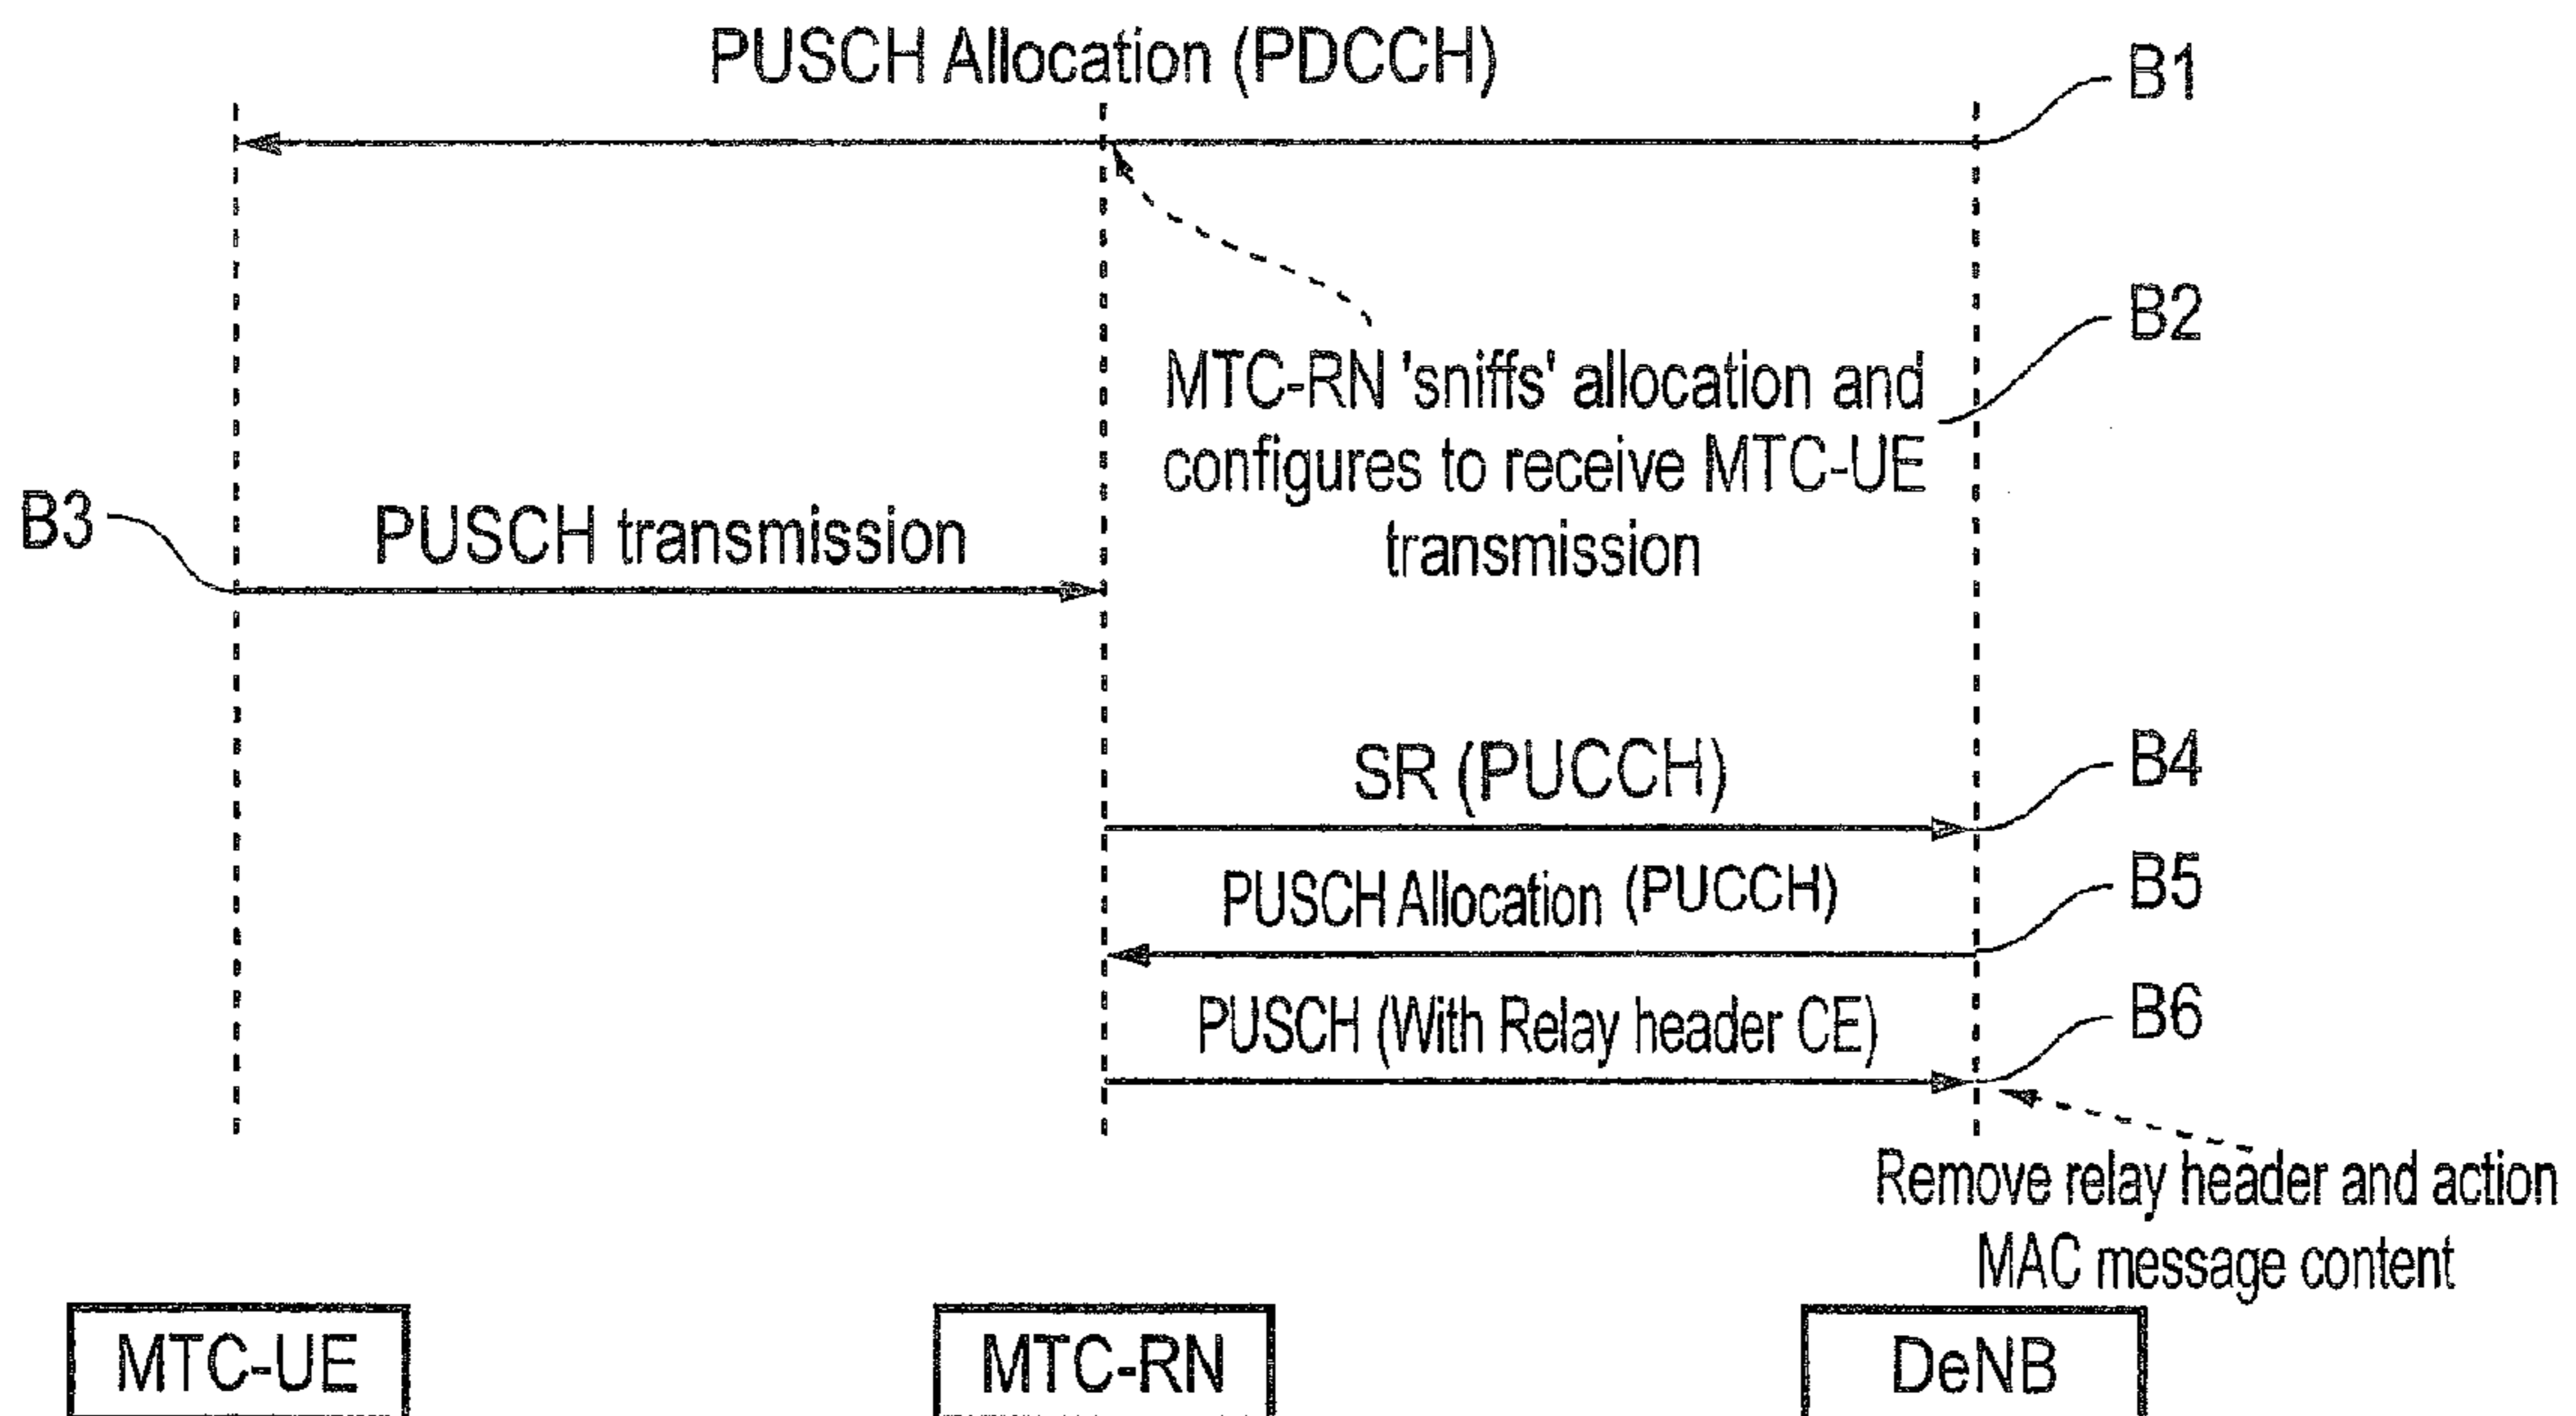 PUSCH Allocation (PDCCH)
B1
B2
MTC-RN 'sniffs' allocation and
configures to receive MTC-UE
transmission
B3
PUSCH transmission
SR (PUCCH)
B4
PUSCH Allocation (PUCCH)
B5
PUSCH (With Relay header CE)
B6
Remove relay header and action
MAC message content
MTC-UE
MTC-RN
DeNB